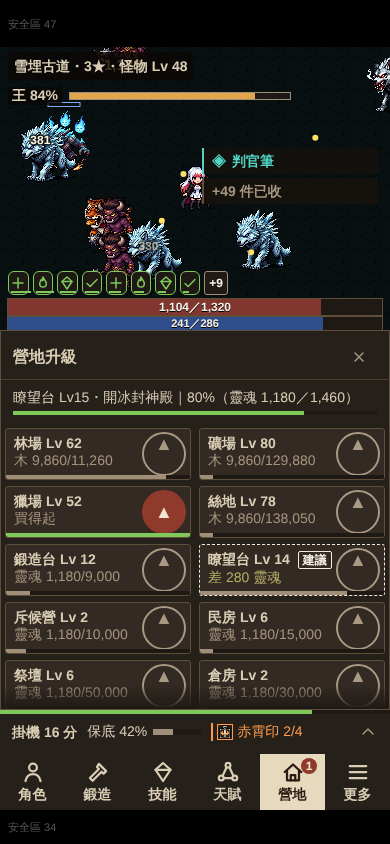 安全區 47
雪埋古道・3★・怪物 Lv 48
王 84%
381
判官筆
+49 件已收
330
+9
1,104／1,320
241／286
營地升級 ×
瞭望台 Lv15・開冰封神殿｜80%（靈魂 1,180／1,460）
林場 Lv 62
木 9,860/11,260
礦場 Lv 80
木 9,860/129,880
獵場 Lv 52
買得起
絲地 Lv 78
木 9,860/138,050
鍛造台 Lv 12
靈魂 1,180/9,000
瞭望台 Lv 14 建議
差 280 靈魂
斥候營 Lv 2
靈魂 1,180/10,000
民房 Lv 6
靈魂 1,180/15,000
祭壇 Lv 6
靈魂 1,180/50,000
倉房 Lv 2
靈魂 1,180/30,000
掛機 16 分 保底 42% 赤霄印 2/4
角色 鍛造 技能 天賦 營地 1 更多
安全區 34